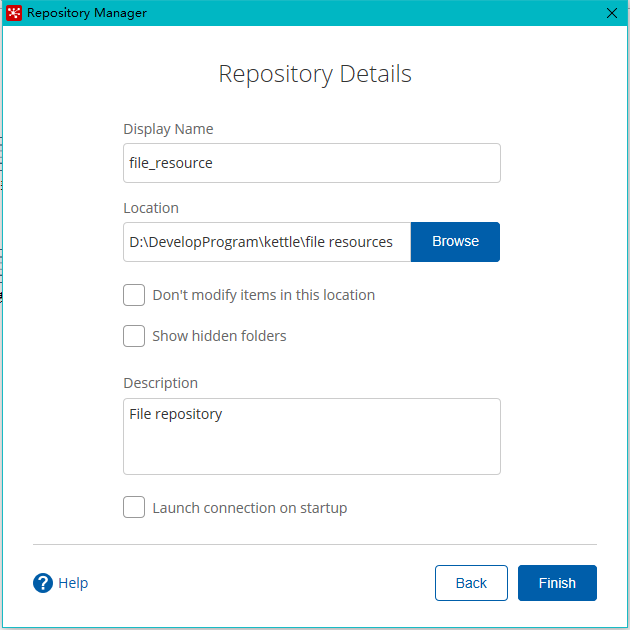 Repository Manager
Repository Details
Display Name
file_resource
Location
D:\DevelopProgram\kettle\file resources
Browse
Don't modify items in this location
Show hidden folders
Description
File repository
Launch connection on startup
? Help
Back
Finish